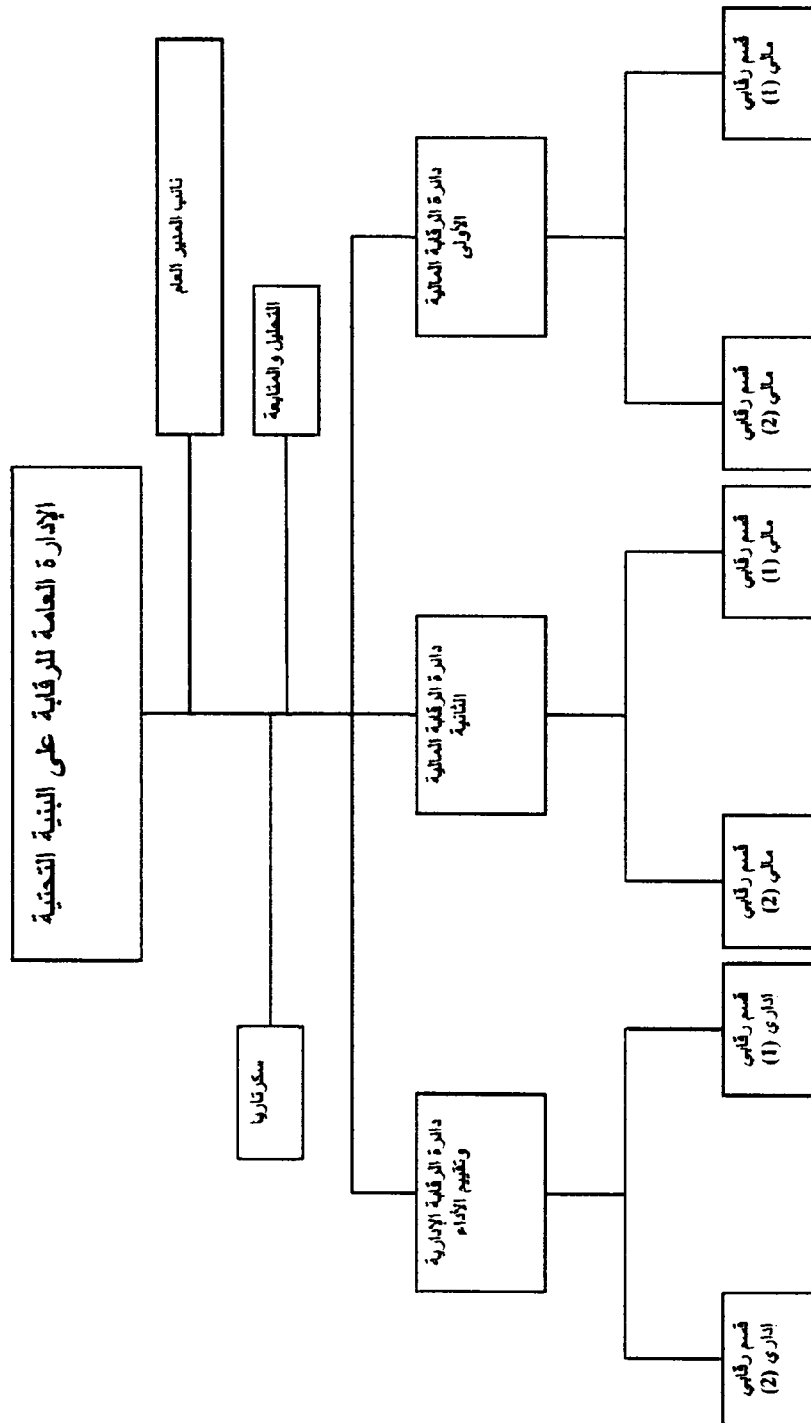 الإدارة العامة للرقابة على البنية التحتية
نائب المدير العام
التحليل والمتابعة
سكرتاريا
دائرة الرقابة المالية
الأولى
دائرة الرقابة المالية
الثانية
دائرة الرقابة الإدارية
وتقييم الأداء
قسم رقابي
مالي (1)
قسم رقابي
مالي (2)
قسم رقابي
مالي (1)
قسم رقابي
مالي (2)
قسم رقابي
اداري (1)
قسم رقابي
اداري (2)